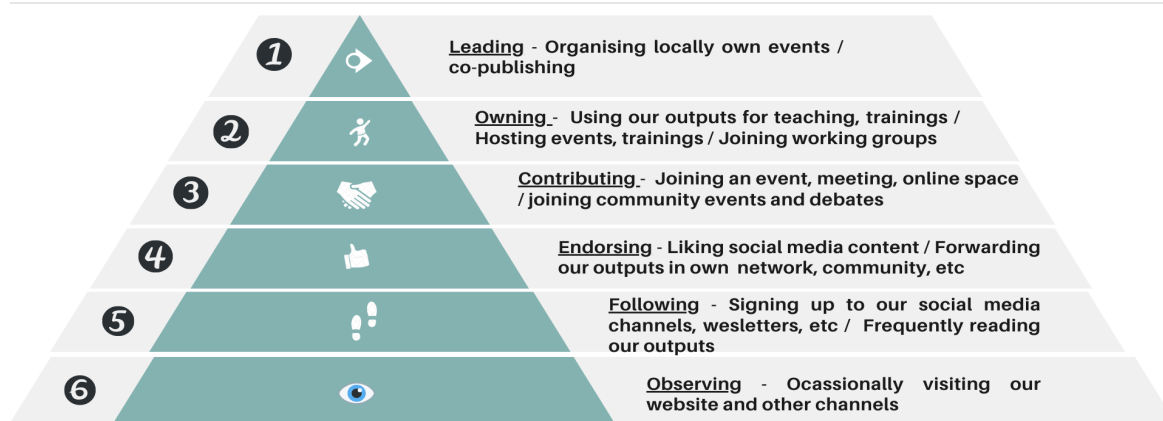 1
Leading - Organising locally own events /
co-publishing
2
Owning - Using our outputs for teaching, trainings /
Hosting events, trainings / Joining working groups
3
Contributing - Joining an event, meeting, online space
/ joining community events and debates
4
Endorsing - Liking social media content / Forwarding
our outputs in own network, community, etc
5
Following - Signing up to our social media
channels, wesletters, etc / Frequently reading
our outputs
6
Observing - Ocassionally visiting our
website and other channels